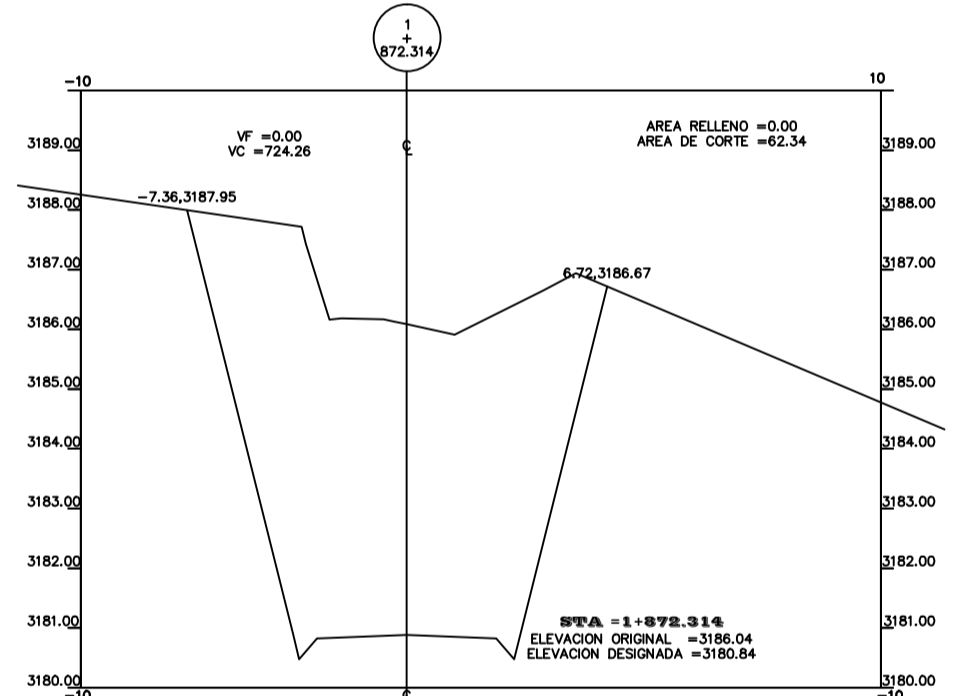 1
+
872.314
-10 10
VF =0.00
VC =724.26
AREA RELLENO =0.00
AREA DE CORTE =62.34
3189.00 ℄ 3189.00
-7.36,3187.95
3188.00 3188.00
6.72,3186.67
3187.00 3187.00
3186.00 3186.00
3185.00 3185.00
3184.00 3184.00
3183.00 3183.00
3182.00 3182.00
3181.00 3181.00
STA =1+872.314
ELEVACION ORIGINAL =3186.04
ELEVACION DESIGNADA =3180.84
3180.00 3180.00
-10 -10